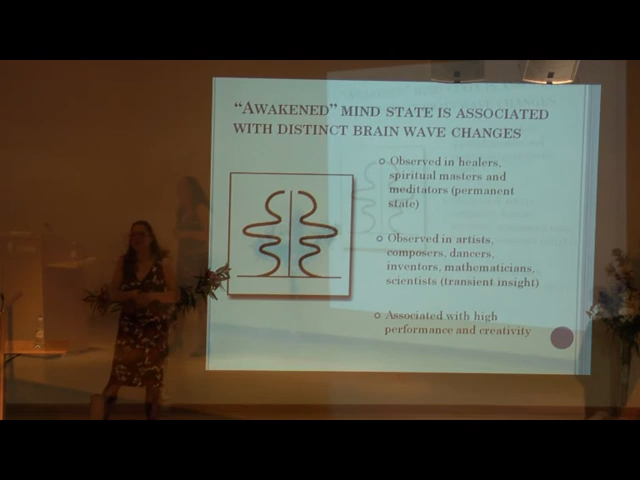 “Awakened” mind state is associated
with distinct brain wave changes
Observed in healers,
spiritual masters and
meditators (permanent
state)
Observed in artists,
composers, dancers,
inventors, mathematicians,
scientists (transient insight)
Associated with high
performance and creativity